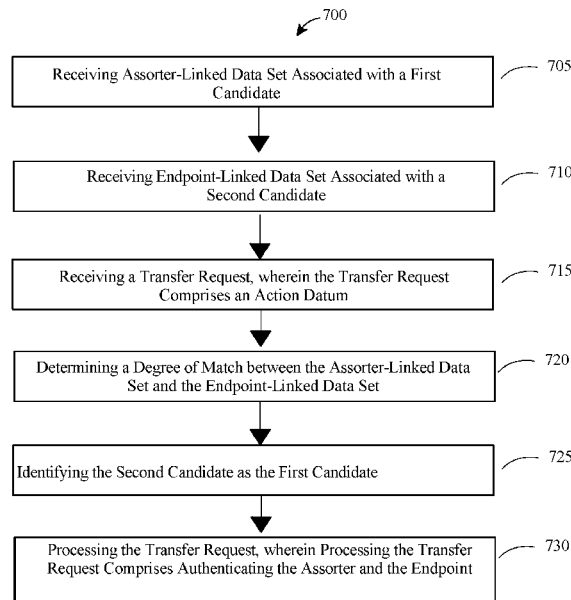 700
Receiving Assorter-Linked Data Set Associated with a First
Candidate
705
Receiving Endpoint-Linked Data Set Associated with a
Second Candidate
710
Receiving a Transfer Request, wherein the Transfer Request
Comprises an Action Datum
715
Determining a Degree of Match between the Assorter-Linked Data
Set and the Endpoint-Linked Data Set
720
Identifying the Second Candidate as the First Candidate
725
Processing the Transfer Request, wherein Processing the Transfer
Request Comprises Authenticating the Assorter and the Endpoint
730